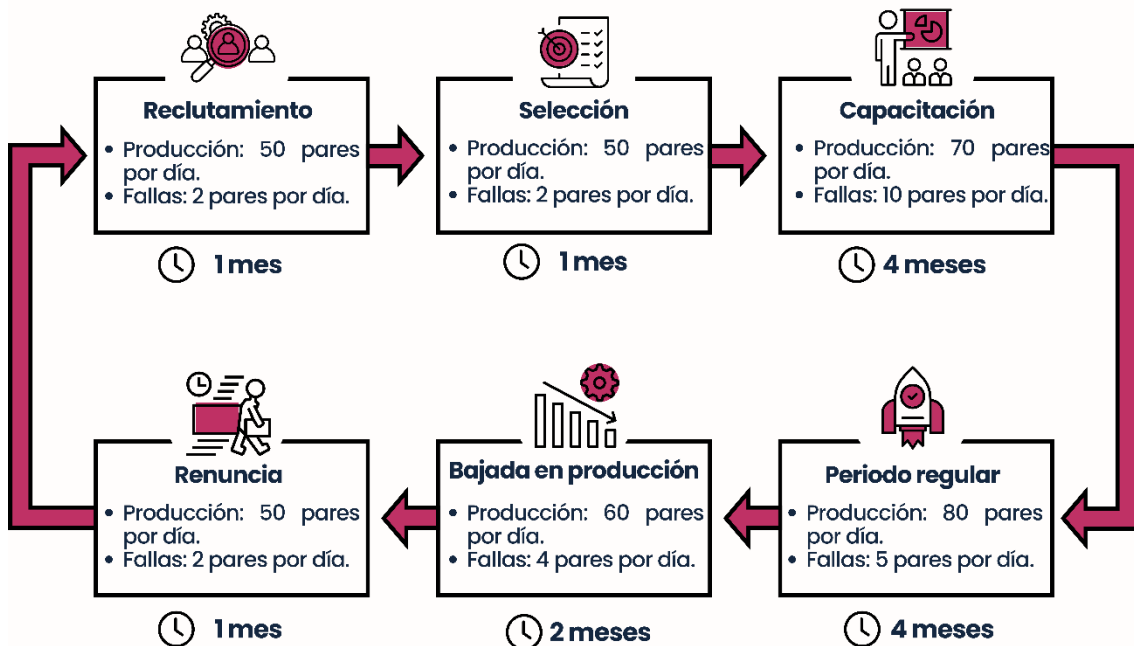 Reclutamiento
• Producción: 50 pares
por día.
• Fallas: 2 pares por día.
1 mes
Selección
• Producción: 50 pares
por día.
• Fallas: 2 pares por día.
1 mes
Capacitación
• Producción: 70 pares
por día.
• Fallas: 10 pares por día.
4 meses
Periodo regular
• Producción: 80 pares
por día.
• Fallas: 5 pares por día.
4 meses
Bajada en producción
• Producción: 60 pares
por día.
• Fallas: 4 pares por día.
2 meses
Renuncia
• Producción: 50 pares
por día.
• Fallas: 2 pares por día.
1 mes